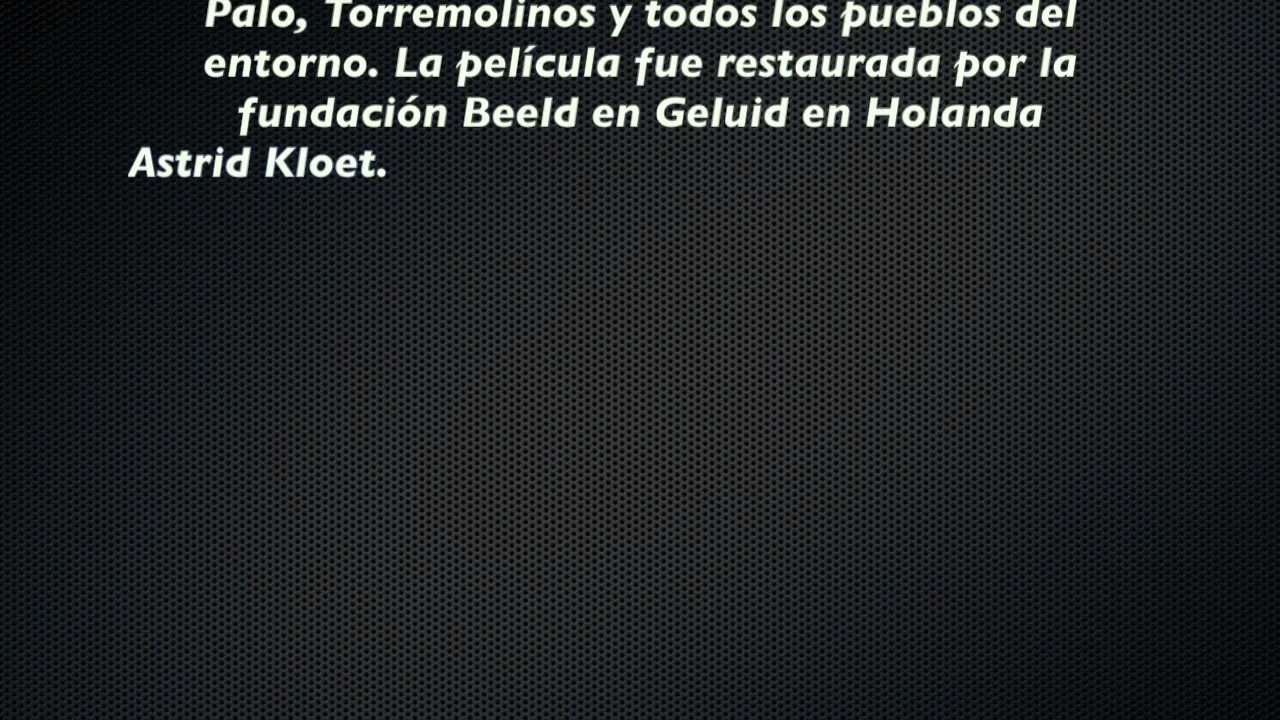 Palo, Torremolinos y todos los pueblos del
entorno. La película fue restaurada por la
fundación Beeld en Geluid en Holanda
Astrid Kloet.